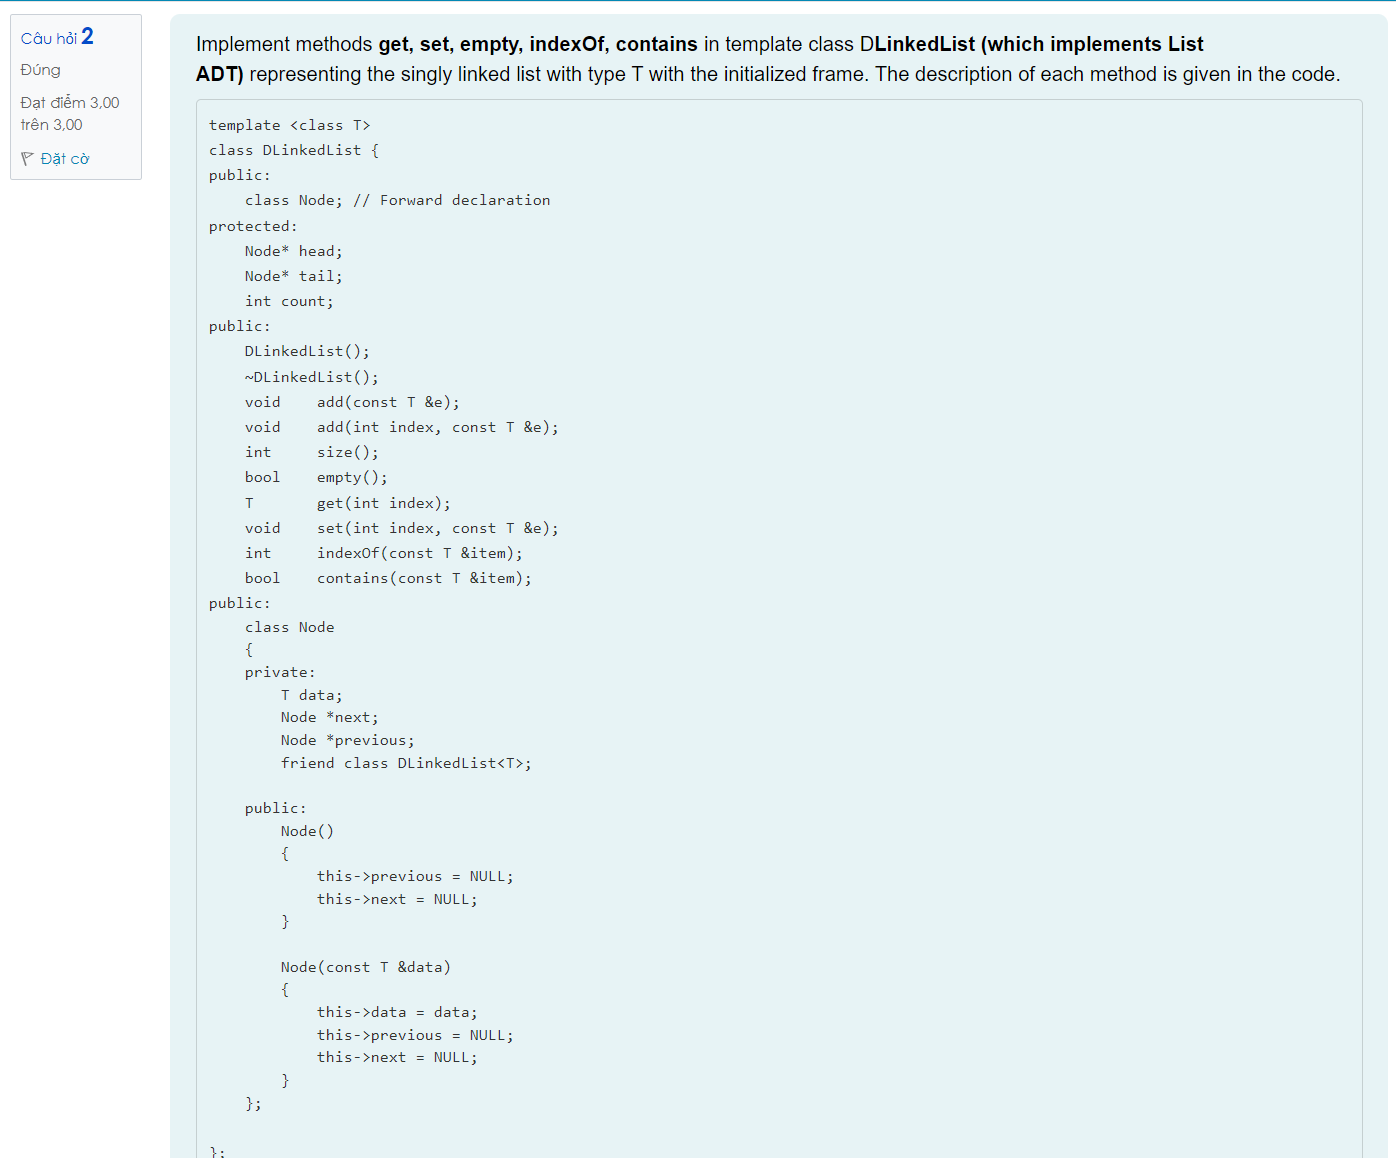 Câu hỏi 2
Đúng
Đạt điểm 3,00
trên 3,00
Đặt cờ
Implement methods get, set, empty, indexOf, contains in template class DLinkedList (which implements List
ADT) representing the singly linked list with type T with the initialized frame. The description of each method is given in the code.
template <class T>
class DLinkedList {
public:
    class Node; // Forward declaration
protected:
    Node* head;
    Node* tail;
    int count;
public:
    DLinkedList();
    ~DLinkedList();
    void    add(const T &e);
    void    add(int index, const T &e);
    int     size();
    bool    empty();
    T       get(int index);
    void    set(int index, const T &e);
    int     indexOf(const T &item);
    bool    contains(const T &item);
public:
    class Node
    {
    private:
        T data;
        Node *next;
        Node *previous;
        friend class DLinkedList<T>;
    public:
        Node()
        {
            this->previous = NULL;
            this->next = NULL;
        }
        Node(const T &data)
        {
            this->data = data;
            this->previous = NULL;
            this->next = NULL;
        }
    };
};